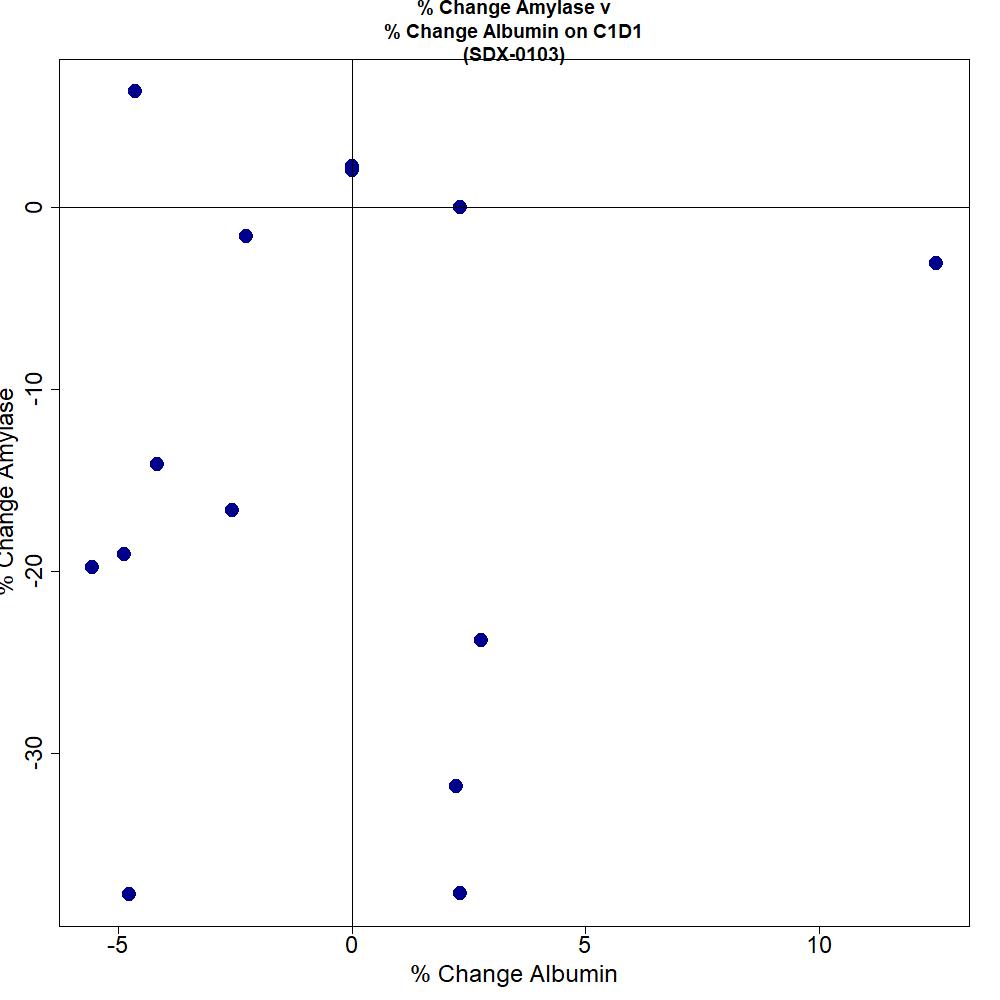 % Change Amylase v
% Change Albumin on C1D1
(SDX-0103)
% Change Amylase
0
-10
-20
-30
-5
0
5
10
% Change Albumin